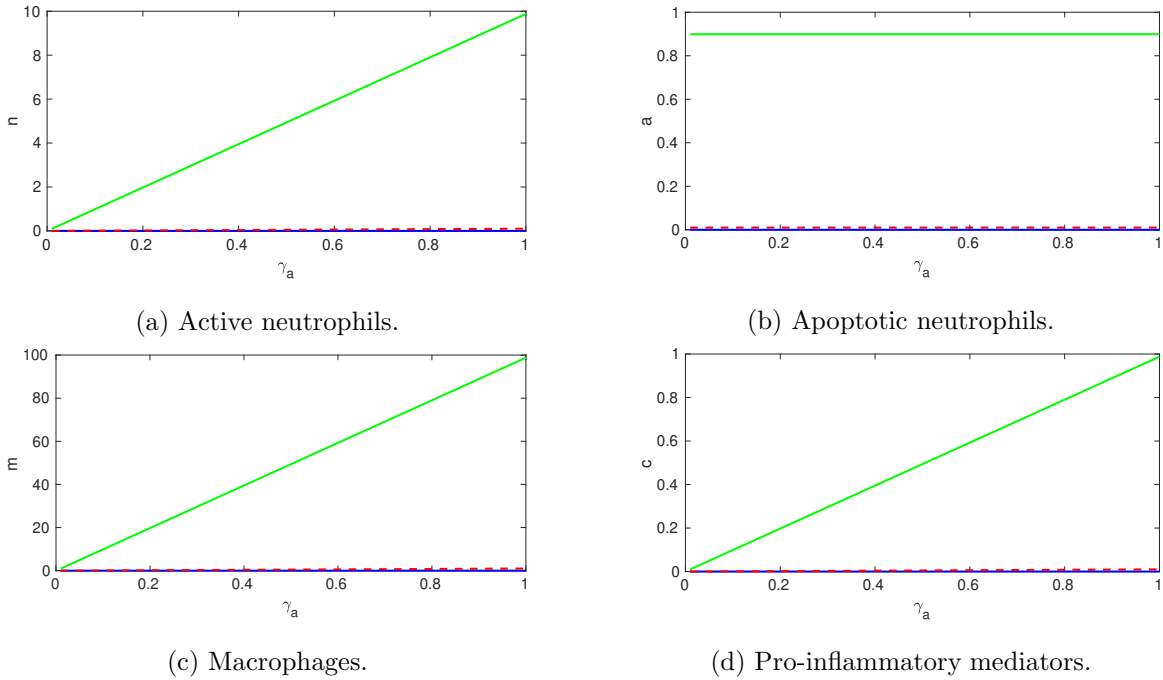 10
8
6
4
2
0
n
0 0.2 0.4 0.6 0.8 1
γa
(a) Active neutrophils.
1
0.8
0.6
0.4
0.2
0
a
0 0.2 0.4 0.6 0.8 1
γa
(b) Apoptotic neutrophils.
100
80
60
40
20
0
m
0 0.2 0.4 0.6 0.8 1
γa
(c) Macrophages.
1
0.8
0.6
0.4
0.2
0
c
0 0.2 0.4 0.6 0.8 1
γa
(d) Pro-inflammatory mediators.